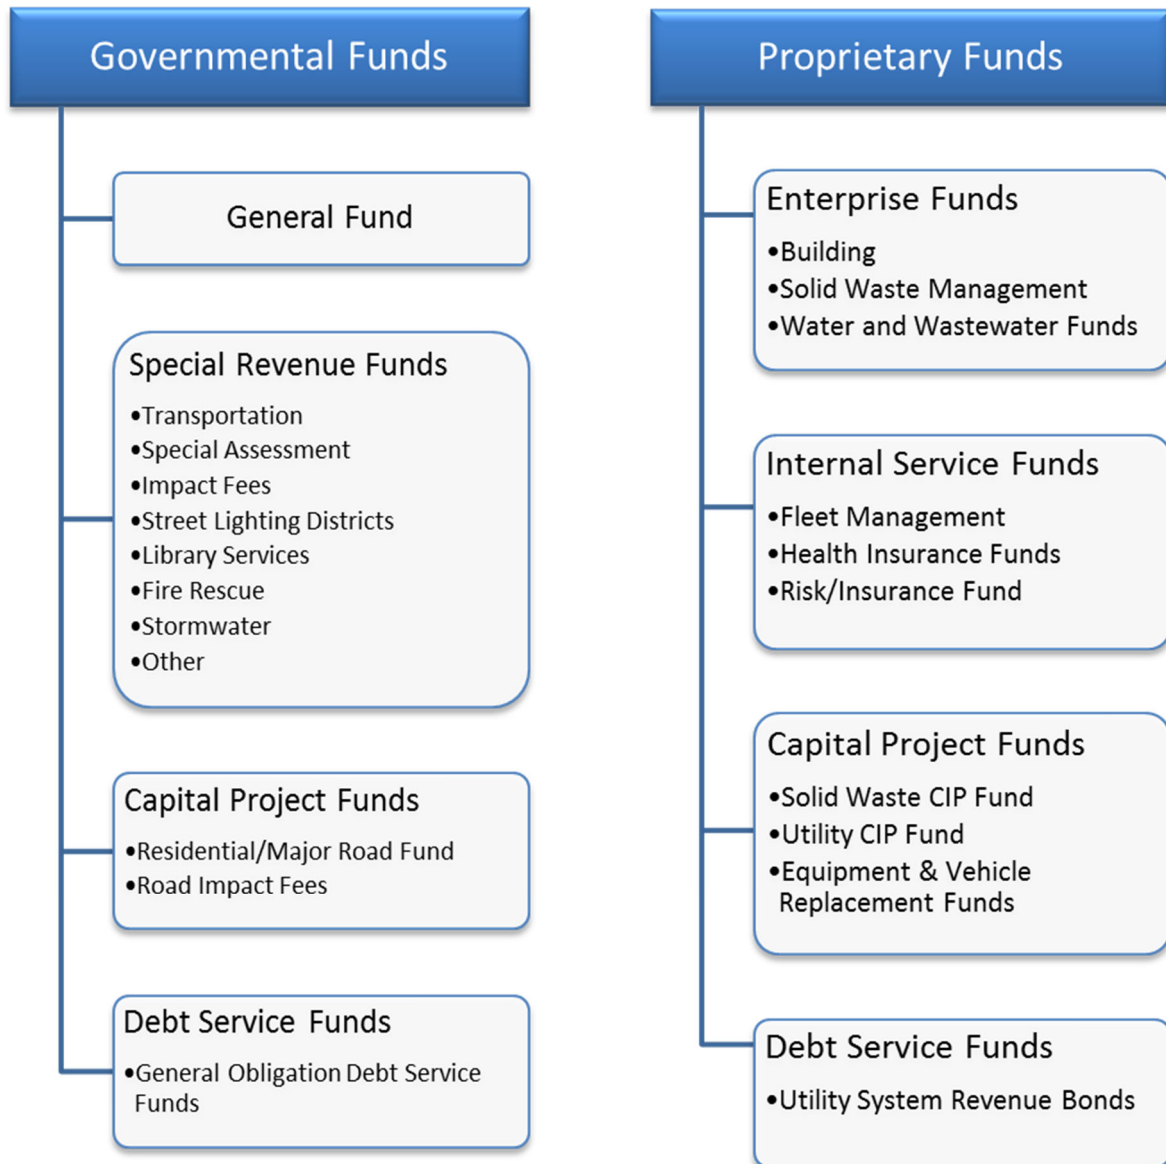 Governmental Funds
General Fund
Special Revenue Funds
•Transportation
•Special Assessment
•Impact Fees
•Street Lighting Districts
•Library Services
•Fire Rescue
•Stormwater
•Other
Capital Project Funds
•Residential/Major Road Fund
•Road Impact Fees
Debt Service Funds
•General Obligation Debt Service
Funds
Proprietary Funds
Enterprise Funds
•Building
•Solid Waste Management
•Water and Wastewater Funds
Internal Service Funds
•Fleet Management
•Health Insurance Funds
•Risk/Insurance Fund
Capital Project Funds
•Solid Waste CIP Fund
•Utility CIP Fund
•Equipment & Vehicle
Replacement Funds
Debt Service Funds
•Utility System Revenue Bonds